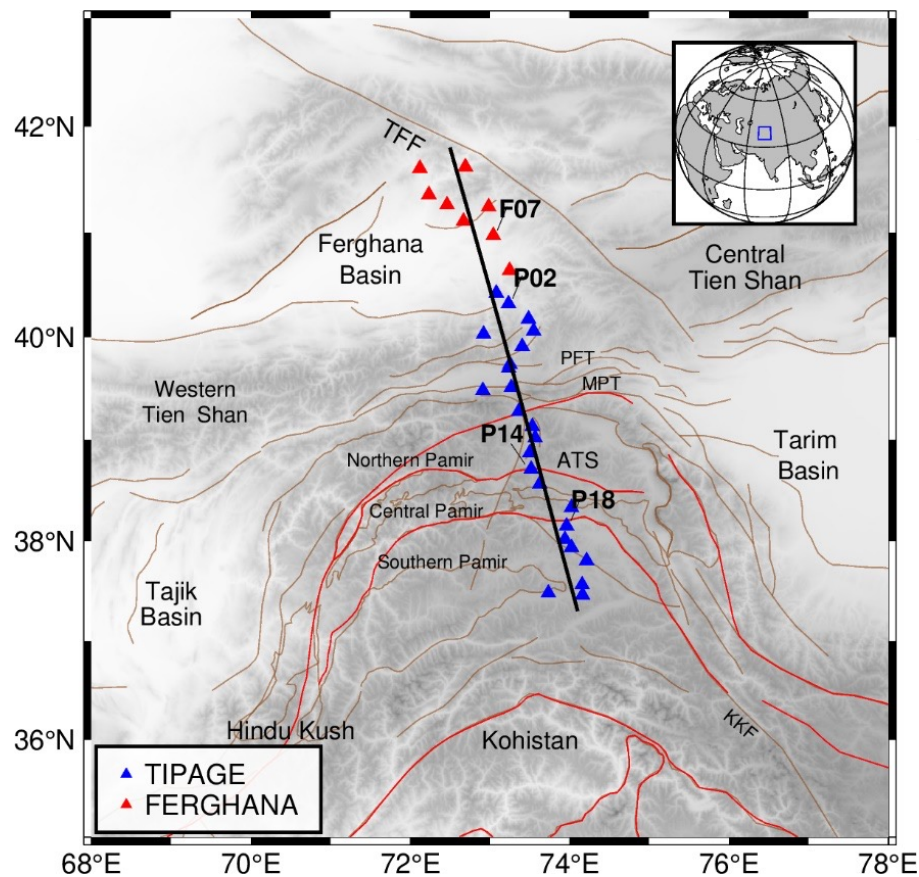 42°N
40°N
38°N
36°N
TFF
F07
Ferghana
Basin
Central
Tien Shan
P02
PFT
MPT
Western
Tien Shan
P14
Northern Pamir
ATS
Tarim
Basin
P18
Central Pamir
Southern Pamir
Tajik
Basin
KKF
Hindu Kush
Kohistan
TIPAGE
FERGHANA
68°E
70°E
72°E
74°E
76°E
78°E